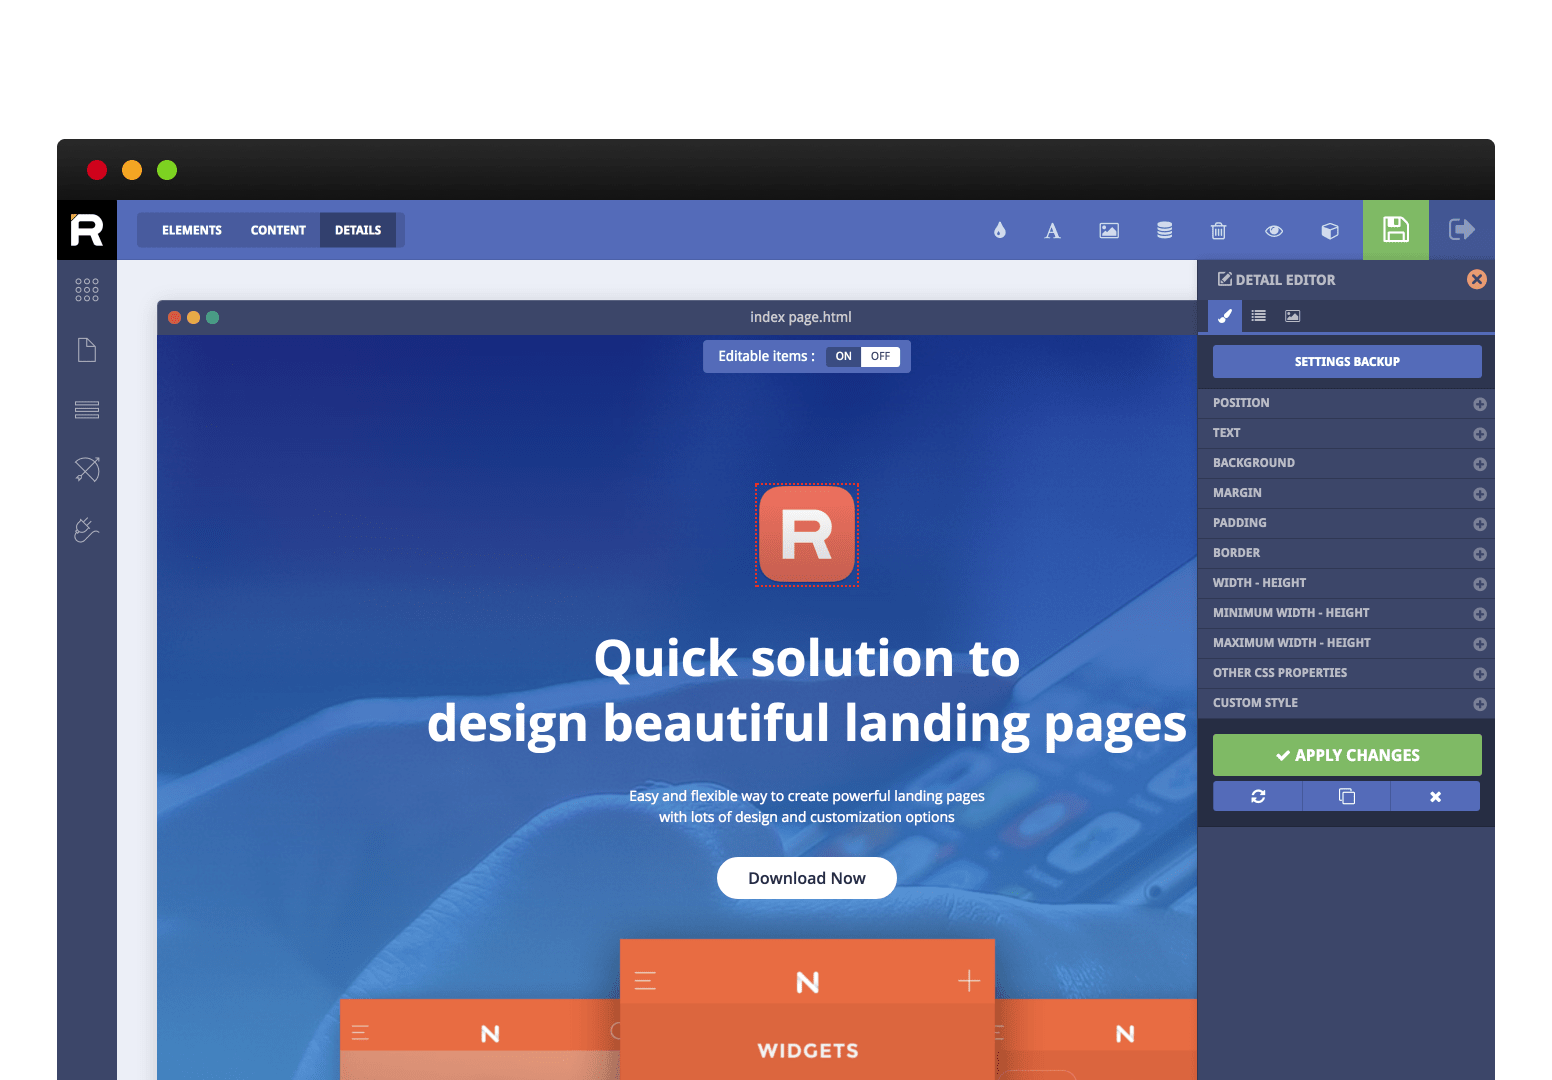 R
ELEMENTS CONTENT DETAILS
A
DETAIL EDITOR
index page.html
Editable items : ON OFF
SETTINGS BACKUP
POSITION
TEXT
BACKGROUND
MARGIN
PADDING
BORDER
WIDTH - HEIGHT
MINIMUM WIDTH - HEIGHT
MAXIMUM WIDTH - HEIGHT
OTHER CSS PROPERTIES
CUSTOM STYLE
APPLY CHANGES
R
Quick solution to
design beautiful landing pages
Easy and flexible way to create powerful landing pages
with lots of design and customization options
Download Now
N
N
N
WIDGETS